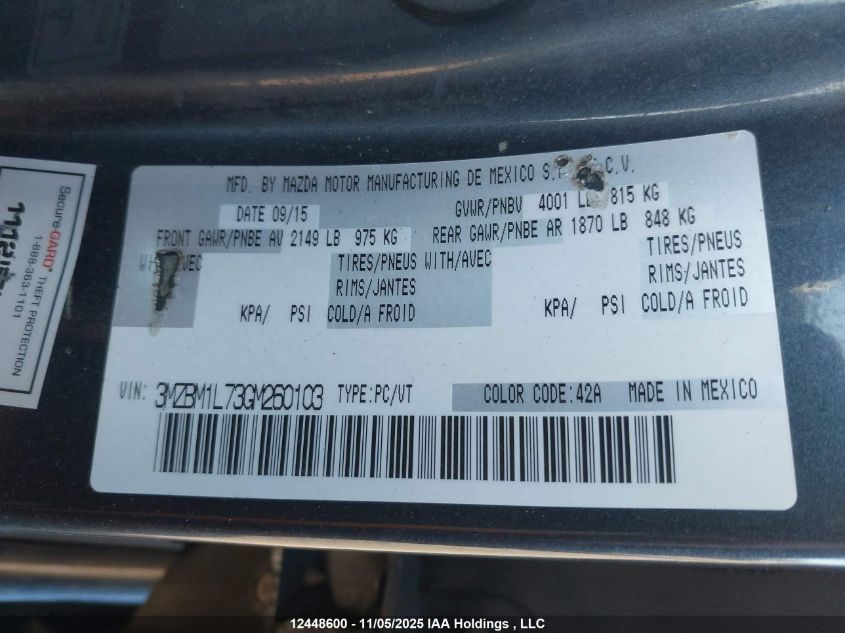 MFD. BY MAZDA MOTOR MANUFACTURING DE MEXICO C.V.
DATE 09/15
GVWR/PNBV 4001 815 KG
FRONT GAWR/PNBE AV 2149 LB 975 KG
REAR GAWR/PNBE AR 1870 LB 848 KG
TIRES/PNEUS WITH/AVEC
TIRES/PNEUS
RIMS/JANTES
RIMS/JANTES
KPA/ PSI COLD/A FROID
KPA/ PSI COLD/A FROID
VIN: 3MZBM1L73GM260103 TYPE:PC/VT COLOR CODE:42A MADE IN MEXICO
Secure-GARD® THEFT PROTECTION
1-888-363-1101
12448600 - 11/05/2025 IAA Holdings , LLC